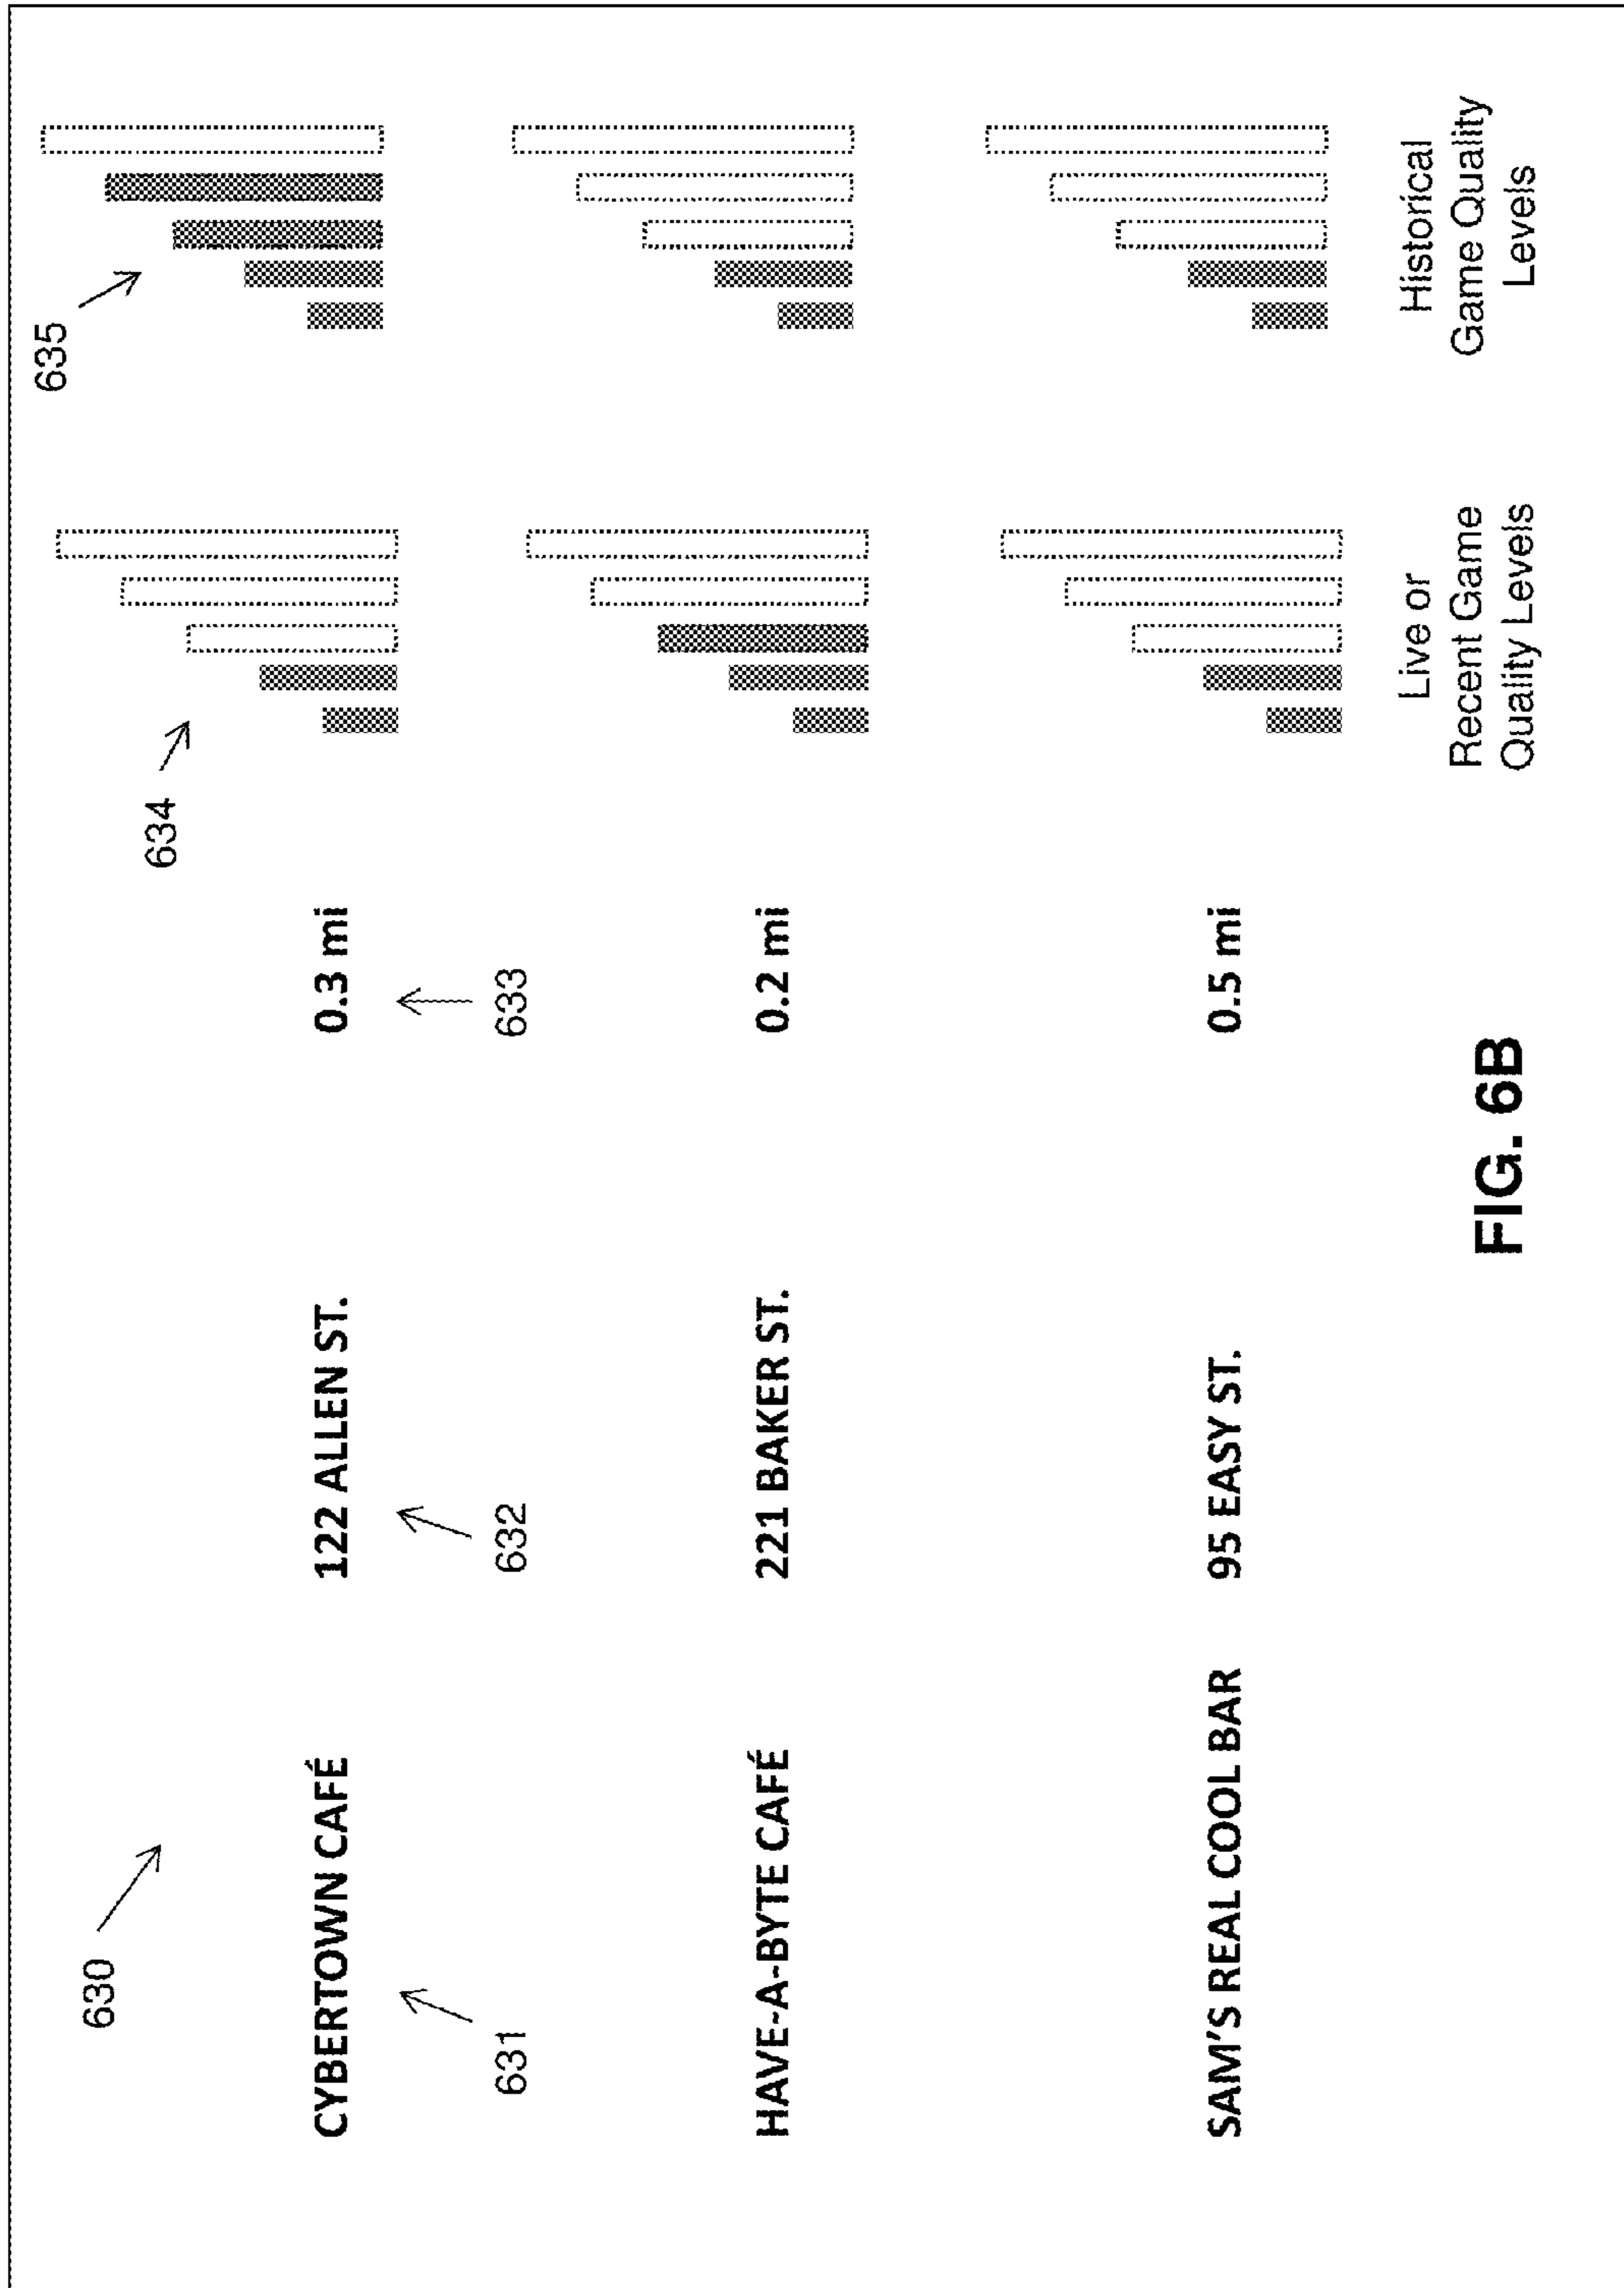 630
635
634
CYBERTOWN CAFÉ
122 ALLEN ST.
0.3 mi
631
632
633
HAVE-A-BYTE CAFÉ
221 BAKER ST.
0.2 mi
SAM'S REAL COOL BAR
95 EASY ST.
0.5 mi
Live or
Recent Game
Quality Levels
Historical
Game Quality
Levels
FIG. 6B